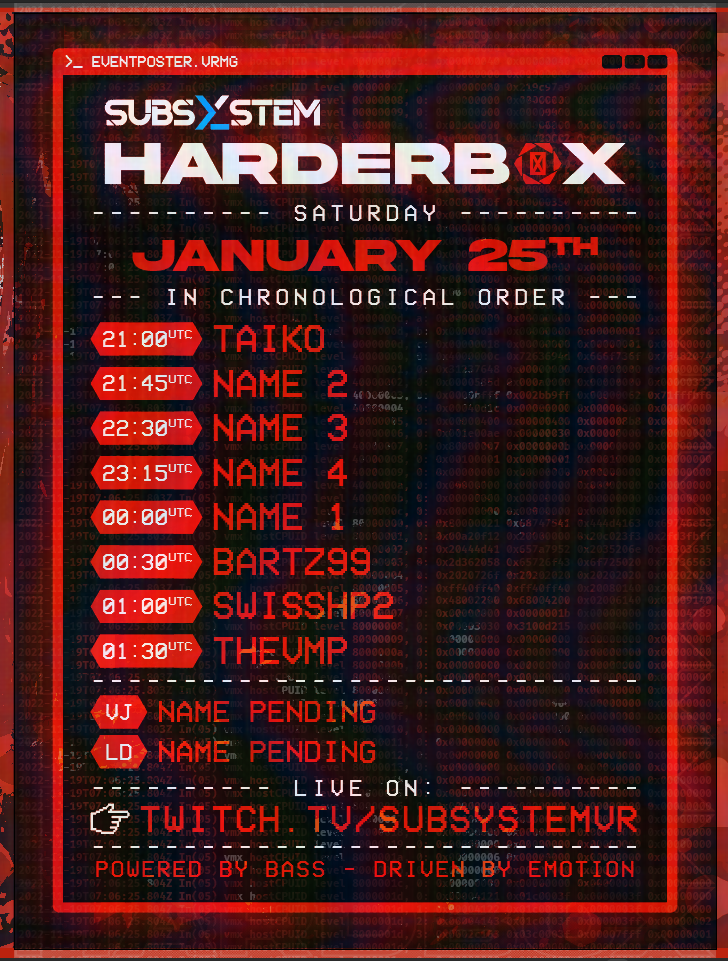 >_ EVENTPOSTER.VRMG
SUBSYSTEM
HARDERBOX
---------- SATURDAY ----------
JANUARY 25TH
--- IN CHRONOLOGICAL ORDER ---
21:00UTC TAIKO
21:45UTC NAME 2
22:30UTC NAME 3
23:15UTC NAME 4
00:00UTC NAME 1
00:30UTC BARTZ99
01:00UTC SWISSHP2
01:30UTC THEVMP
VJ NAME PENDING
LD NAME PENDING
---------- LIVE ON: ----------
TWITCH.TV/SUBSYSTEMVR
POWERED BY BASS - DRIVEN BY EMOTION